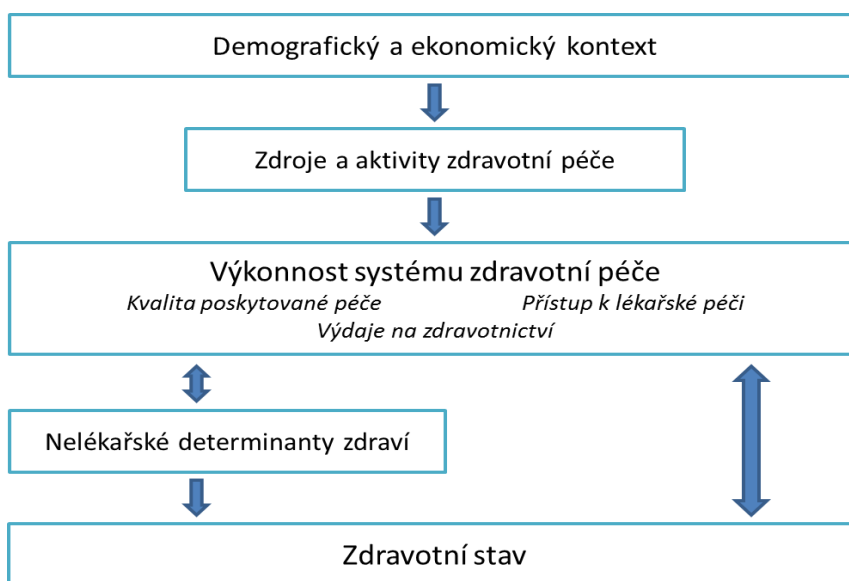 Demografický a ekonomický kontext
Zdroje a aktivity zdravotní péče
Výkonnost systému zdravotní péče
Kvalita poskytované péče Přístup k lékařské péči
Výdaje na zdravotnictví
Nelékařské determinanty zdraví
Zdravotní stav